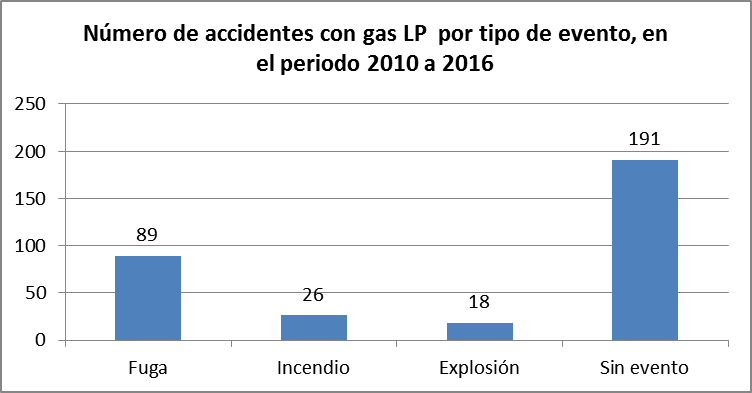 Número de accidentes con gas LP por tipo de evento, en
el periodo 2010 a 2016
250
200
150
100
50
0
89
26
18
191
Fuga
Incendio
Explosión
Sin evento